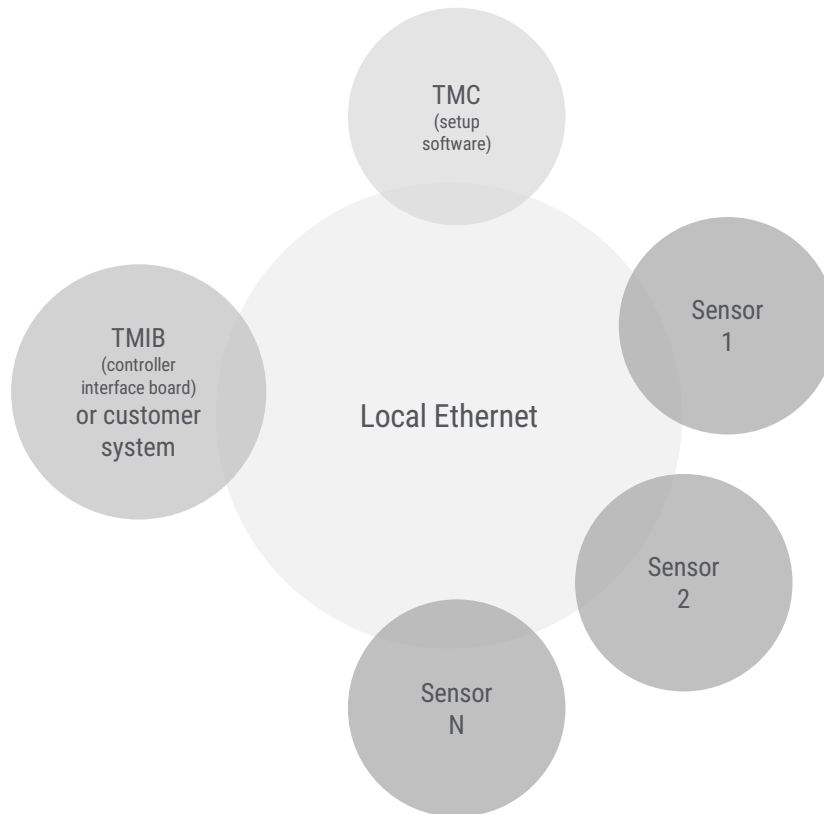 TMC
(setup
software)
Sensor
1
TMIB
(controller
interface board)
or customer
system
Local Ethernet
Sensor
2
Sensor
N